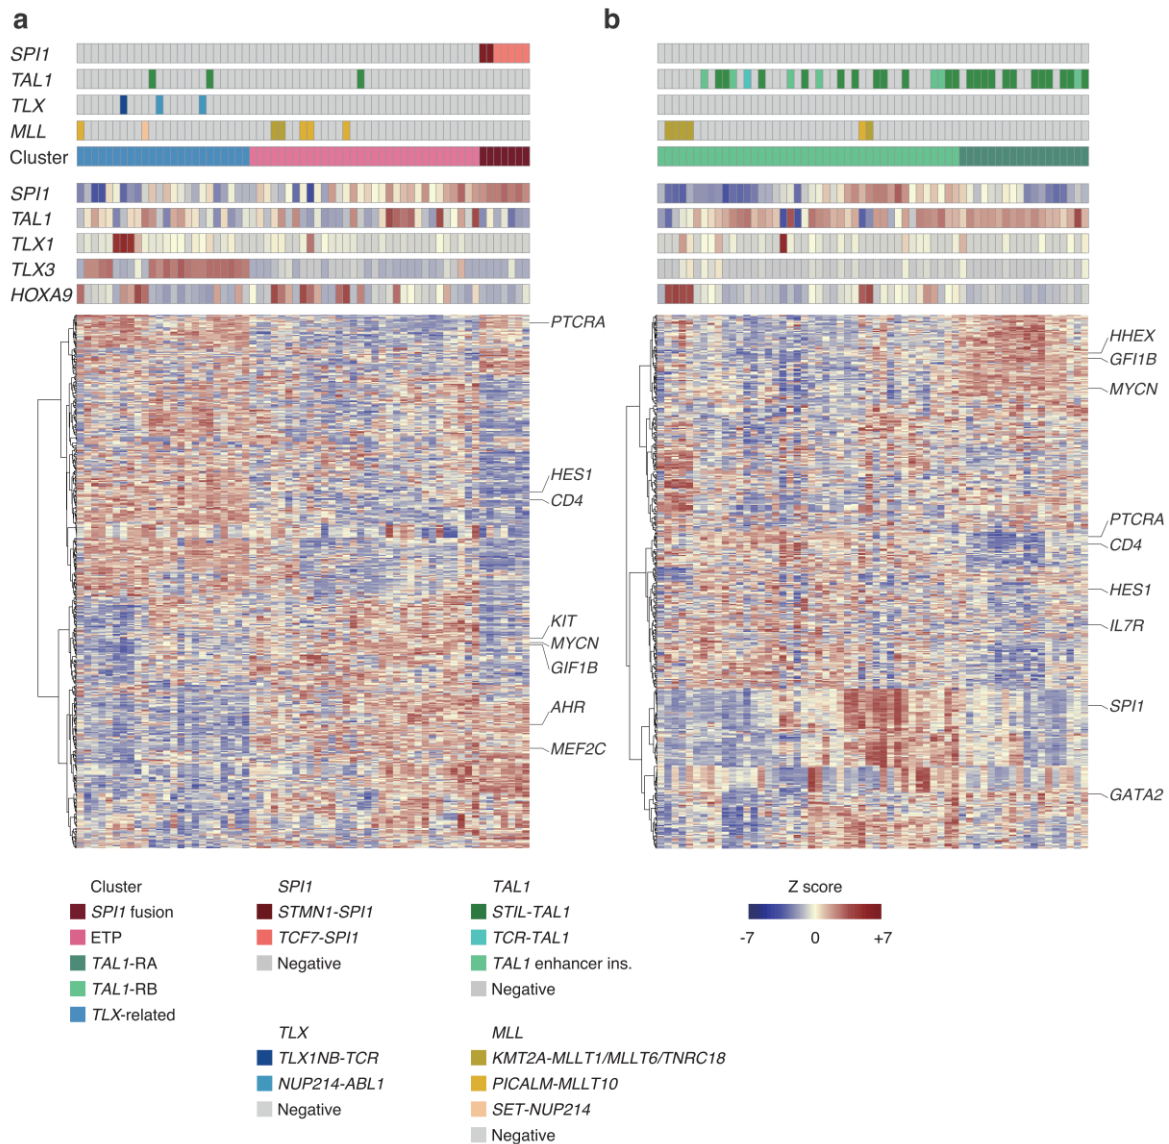 a
b
SPI1
TAL1
TLX
MLL
Cluster
SPI1
TAL1
TLX1
TLX3
HOXA9
PTCRA
HES1
CD4
KIT
MYCN
GIF1B
AHR
MEF2C
HHEX
GFI1B
MYCN
PTCRA
CD4
HES1
IL7R
SPI1
GATA2
Cluster
SPI1 fusion
ETP
TAL1-RA
TAL1-RB
TLX-related
SPI1
STMN1-SPI1
TCF7-SPI1
Negative
TAL1
STIL-TAL1
TCR-TAL1
TAL1 enhancer ins.
Negative
Z score
-7 0 +7
TLX
TLX1NB-TCR
NUP214-ABL1
Negative
MLL
KMT2A-MLLT1/MLLT6/TNRC18
PICALM-MLLT10
SET-NUP214
Negative